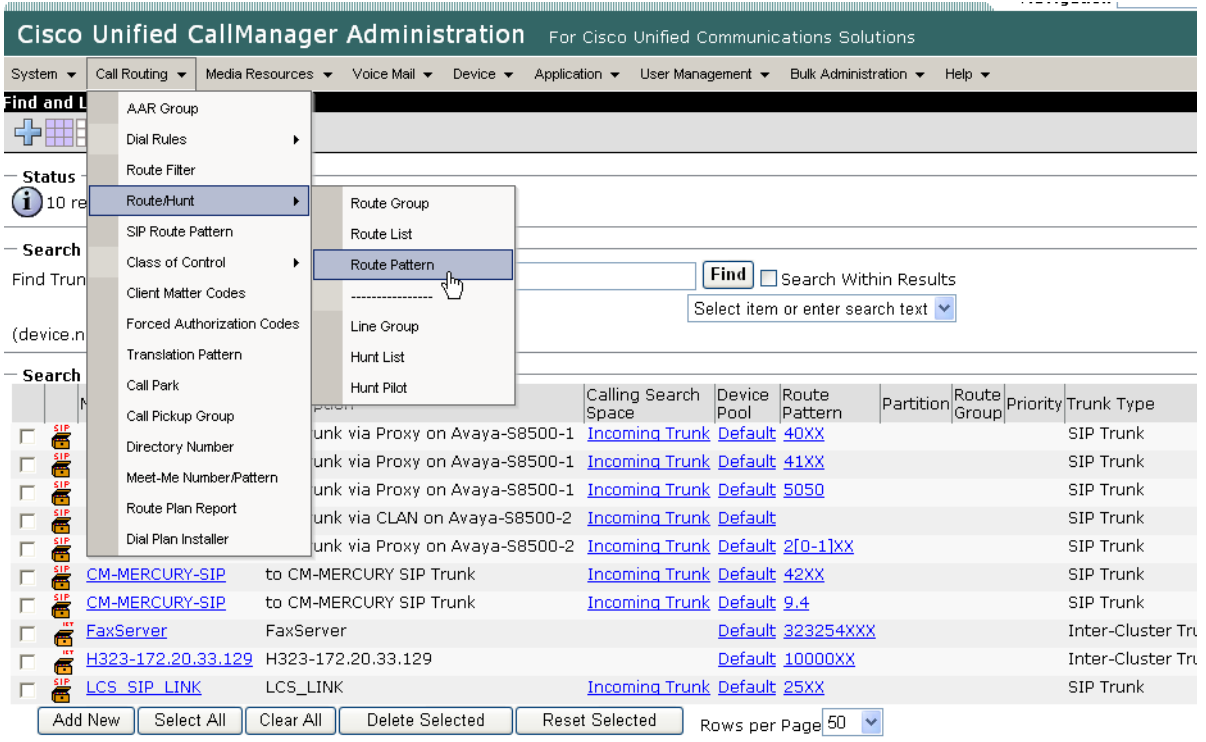 Cisco Unified CallManager Administration For Cisco Unified Communications Solutions
System Call Routing Media Resources Voice Mail Device Application User Management Bulk Administration Help
Find and L
AAR Group
Dial Rules
Route Filter
Status
10 re
Route/Hunt
Route Group
SIP Route Pattern
Route List
Search
Class of Control
Route Pattern
Find Trun
Find Search Within Results
Client Matter Codes
----------------
Select item or enter search text
Forced Authorization Codes
Line Group
(device.n
Translation Pattern
Hunt List
Search
Call Park
Hunt Pilot
Calling Search Space Device Pool Route Pattern Partition Route Group Priority Trunk Type
Call Pickup Group
SIP unk via Proxy on Avaya-S8500-1 Incoming Trunk Default 40XX SIP Trunk
Directory Number
SIP unk via Proxy on Avaya-S8500-1 Incoming Trunk Default 41XX SIP Trunk
Meet-Me Number/Pattern
SIP unk via Proxy on Avaya-S8500-1 Incoming Trunk Default 5050 SIP Trunk
Route Plan Report
SIP unk via CLAN on Avaya-S8500-2 Incoming Trunk Default SIP Trunk
Dial Plan Installer
SIP unk via Proxy on Avaya-S8500-2 Incoming Trunk Default 2[0-1]XX SIP Trunk
SIP CM-MERCURY-SIP to CM-MERCURY SIP Trunk Incoming Trunk Default 42XX SIP Trunk
SIP CM-MERCURY-SIP to CM-MERCURY SIP Trunk Incoming Trunk Default 9.4 SIP Trunk
FaxServer FaxServer Default 323254XXX Inter-Cluster Tru
H323-172.20.33.129 H323-172.20.33.129 Default 10000XX Inter-Cluster Tru
SIP LCS_SIP_LINK LCS_LINK Incoming Trunk Default 25XX SIP Trunk
Add New Select All Clear All Delete Selected Reset Selected Rows per Page 50